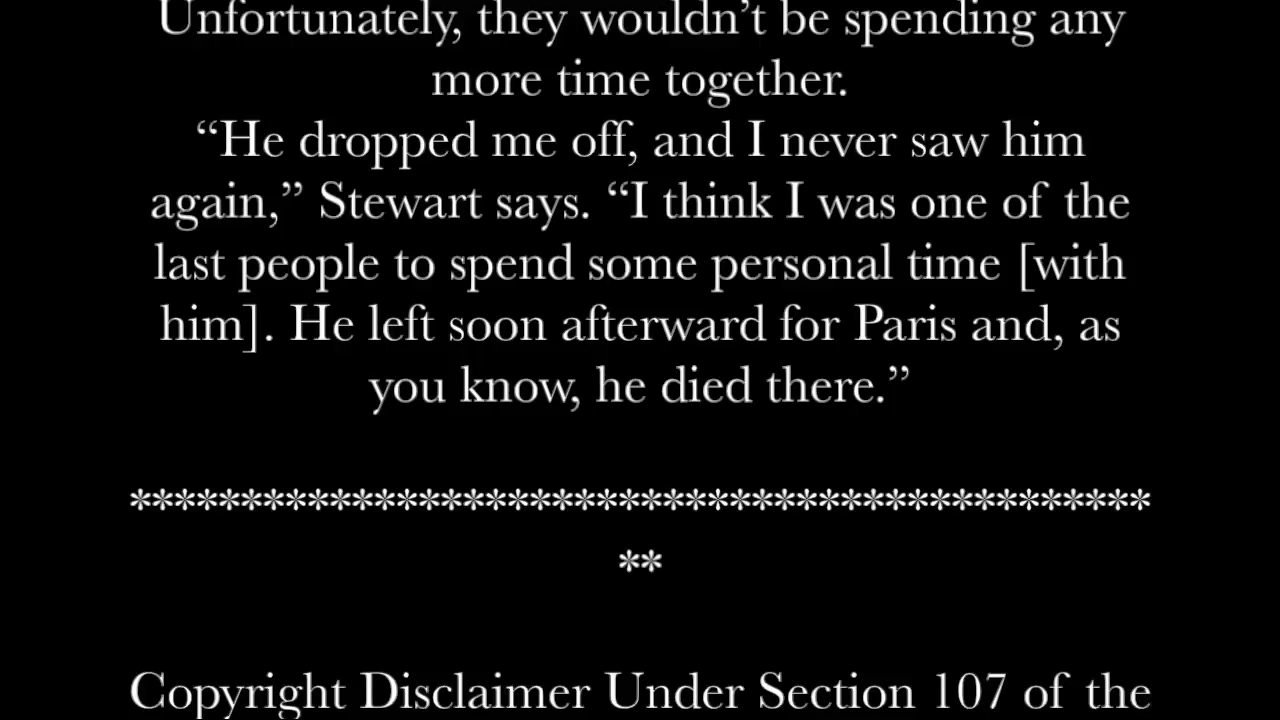 Unfortunately, they wouldn’t be spending any
more time together.
“He dropped me off, and I never saw him
again,” Stewart says. “I think I was one of the
last people to spend some personal time [with
him]. He left soon afterward for Paris and, as
you know, he died there.”
**********************************************
**
Copyright Disclaimer Under Section 107 of the